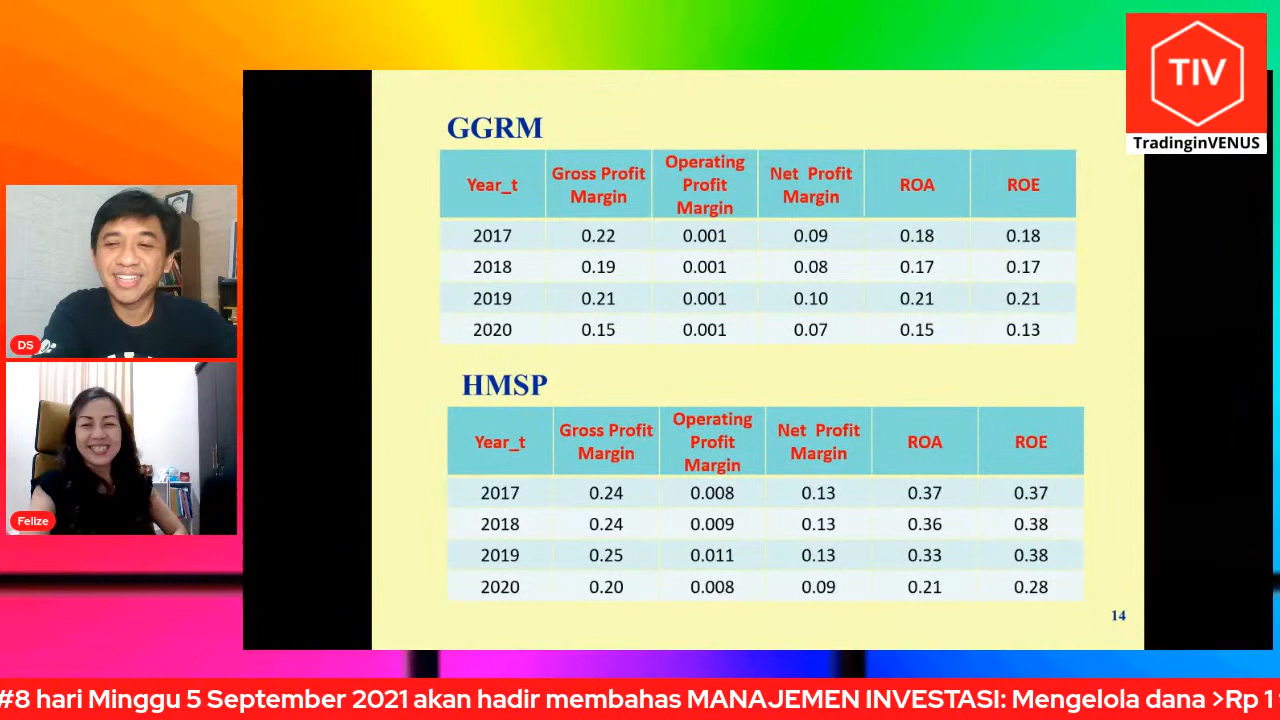 TIV
TradinginVENUS
GGRM
Year_t Gross Profit Margin Operating Profit Margin Net Profit Margin ROA ROE
2017 0.22 0.001 0.09 0.18 0.18
2018 0.19 0.001 0.08 0.17 0.17
2019 0.21 0.001 0.10 0.21 0.21
2020 0.15 0.001 0.07 0.15 0.13
DS
HMSP
Year_t Gross Profit Margin Operating Profit Margin Net Profit Margin ROA ROE
2017 0.24 0.008 0.13 0.37 0.37
2018 0.24 0.009 0.13 0.36 0.38
2019 0.25 0.011 0.13 0.33 0.38
2020 0.20 0.008 0.09 0.21 0.28
Felize
14
#8 hari Minggu 5 September 2021 akan hadir membahas MANAJEMEN INVESTASI: Mengelola dana >Rp 1